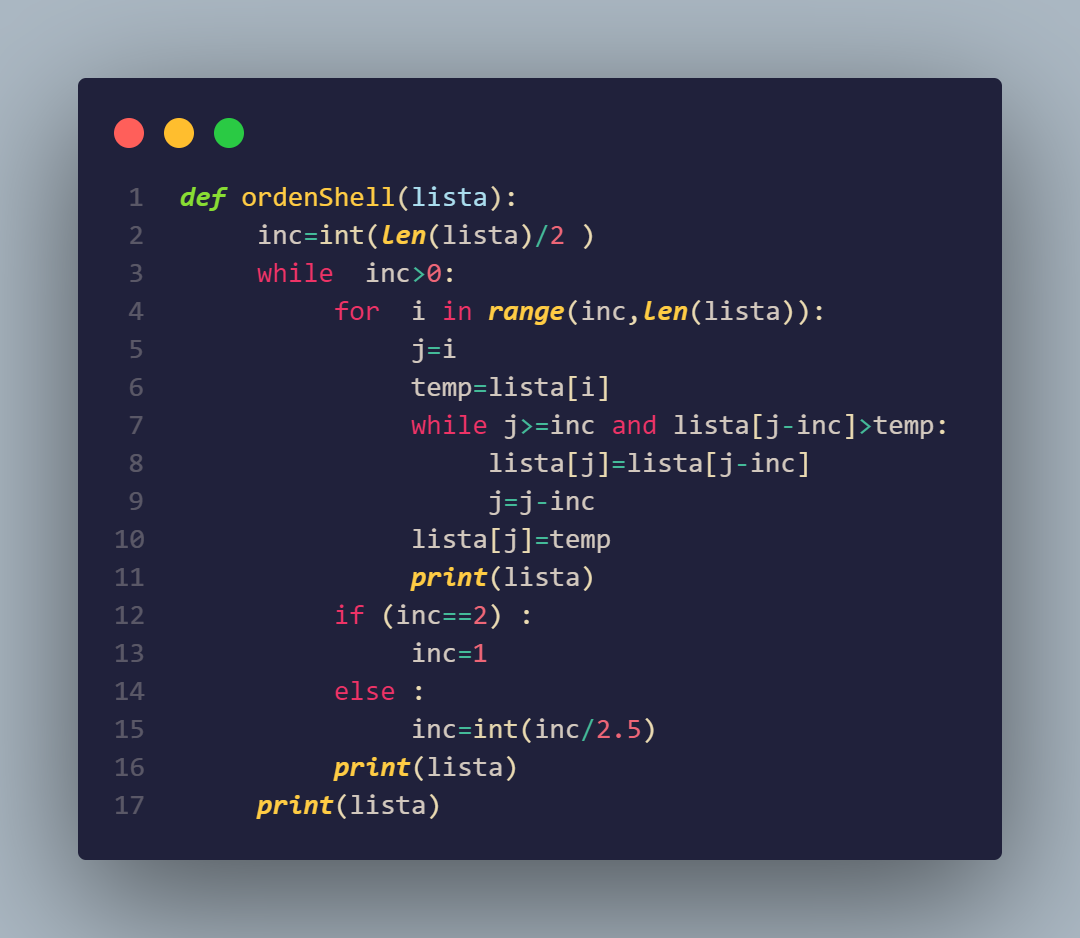 1 def ordenShell(lista):
2     inc=int(len(lista)/2 )
3     while  inc>0:
4          for  i in range(inc,len(lista)):
5               j=i
6               temp=lista[i]
7               while j>=inc and lista[j-inc]>temp:
8                    lista[j]=lista[j-inc]
9                    j=j-inc
10               lista[j]=temp
11               print(lista)
12          if (inc==2) :
13               inc=1
14          else :
15               inc=int(inc/2.5)
16          print(lista)
17     print(lista)